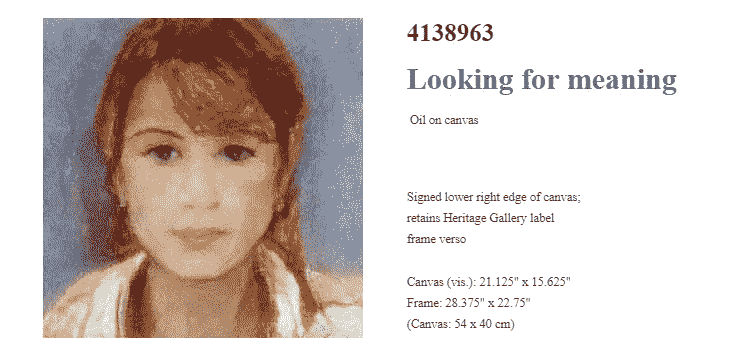 4138963
Looking for meaning
Oil on canvas
Signed lower right edge of canvas;
retains Heritage Gallery label
frame verso
Canvas (vis.): 21.125" x 15.625"
Frame: 28.375" x 22.75"
(Canvas: 54 x 40 cm)